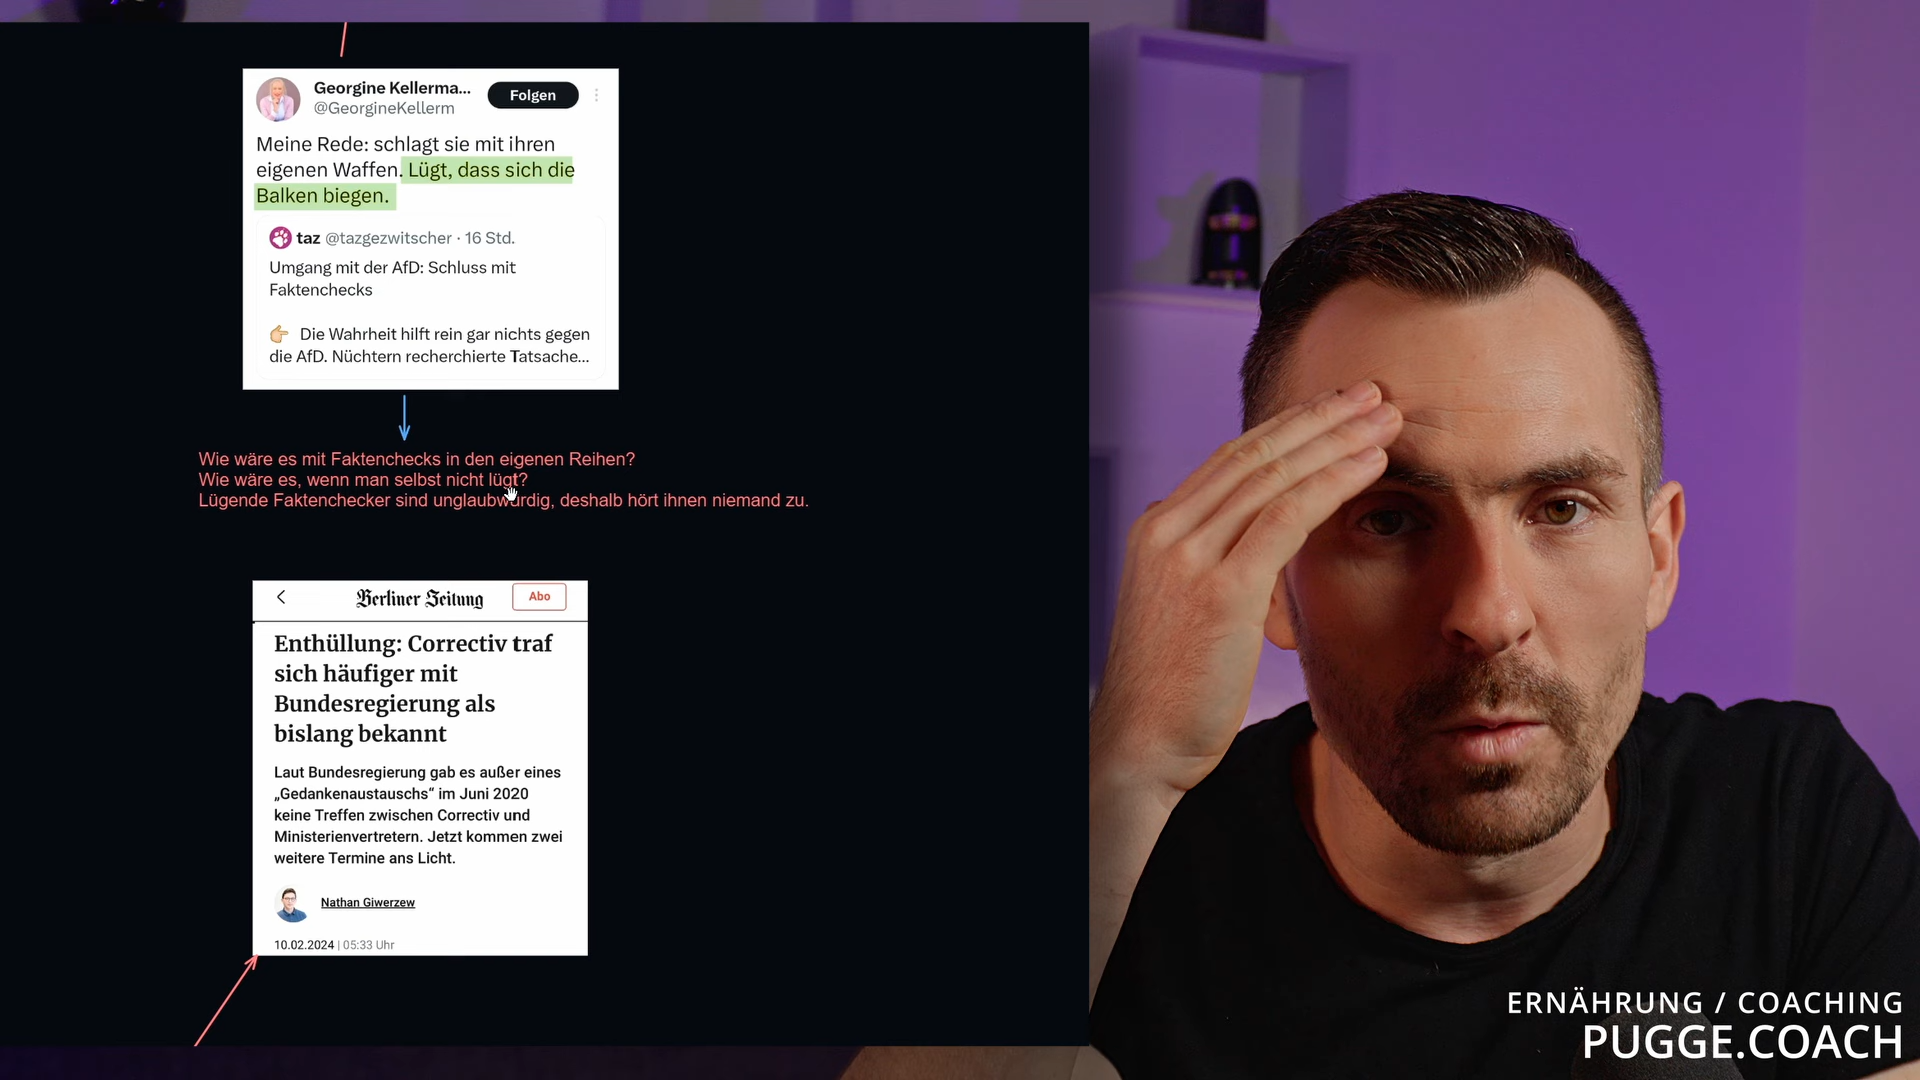 Georgine Kellerma...
@GeorgineKellerm
Folgen
Meine Rede: schlagt sie mit ihren
eigenen Waffen. Lügt, dass sich die
Balken biegen.
taz @tazgezwitscher · 16 Std.
Umgang mit der AfD: Schluss mit
Faktenchecks
👉🏼 Die Wahrheit hilft rein gar nichts gegen
die AfD. Nüchtern recherchierte Tatsache...
Wie wäre es mit Faktenchecks in den eigenen Reihen?
Wie wäre es, wenn man selbst nicht lügt?
Lügende Faktenchecker sind unglaubwürdig, deshalb hört ihnen niemand zu.
Berliner Zeitung
Abo
Enthüllung: Correctiv traf
sich häufiger mit
Bundesregierung als
bislang bekannt
Laut Bundesregierung gab es außer eines
„Gedankenaustauschs“ im Juni 2020
keine Treffen zwischen Correctiv und
Ministerienvertretern. Jetzt kommen zwei
weitere Termine ans Licht.
Nathan Giwerzew
10.02.2024 | 05:33 Uhr
ERNÄHRUNG / COACHING
PUGGE.COACH